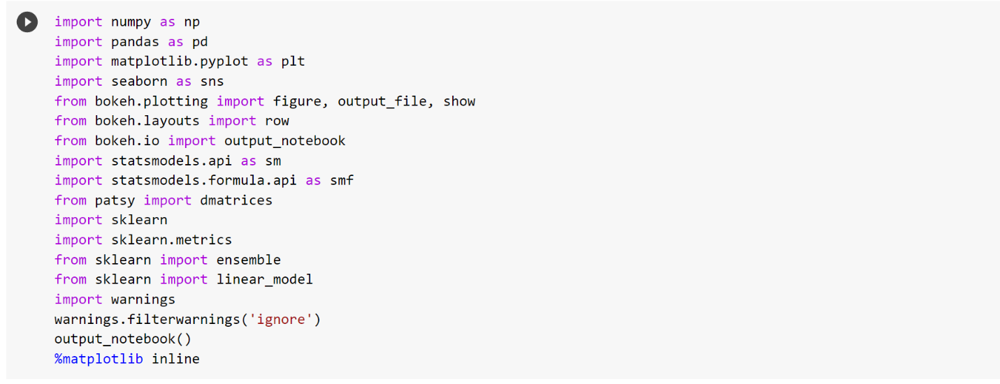 import numpy as np
import pandas as pd
import matplotlib.pyplot as plt
import seaborn as sns
from bokeh.plotting import figure, output_file, show
from bokeh.layouts import row
from bokeh.io import output_notebook
import statsmodels.api as sm
import statsmodels.formula.api as smf
from patsy import dmatrices
import sklearn
import sklearn.metrics
from sklearn import ensemble
from sklearn import linear_model
import warnings
warnings.filterwarnings('ignore')
output_notebook()
%matplotlib inline